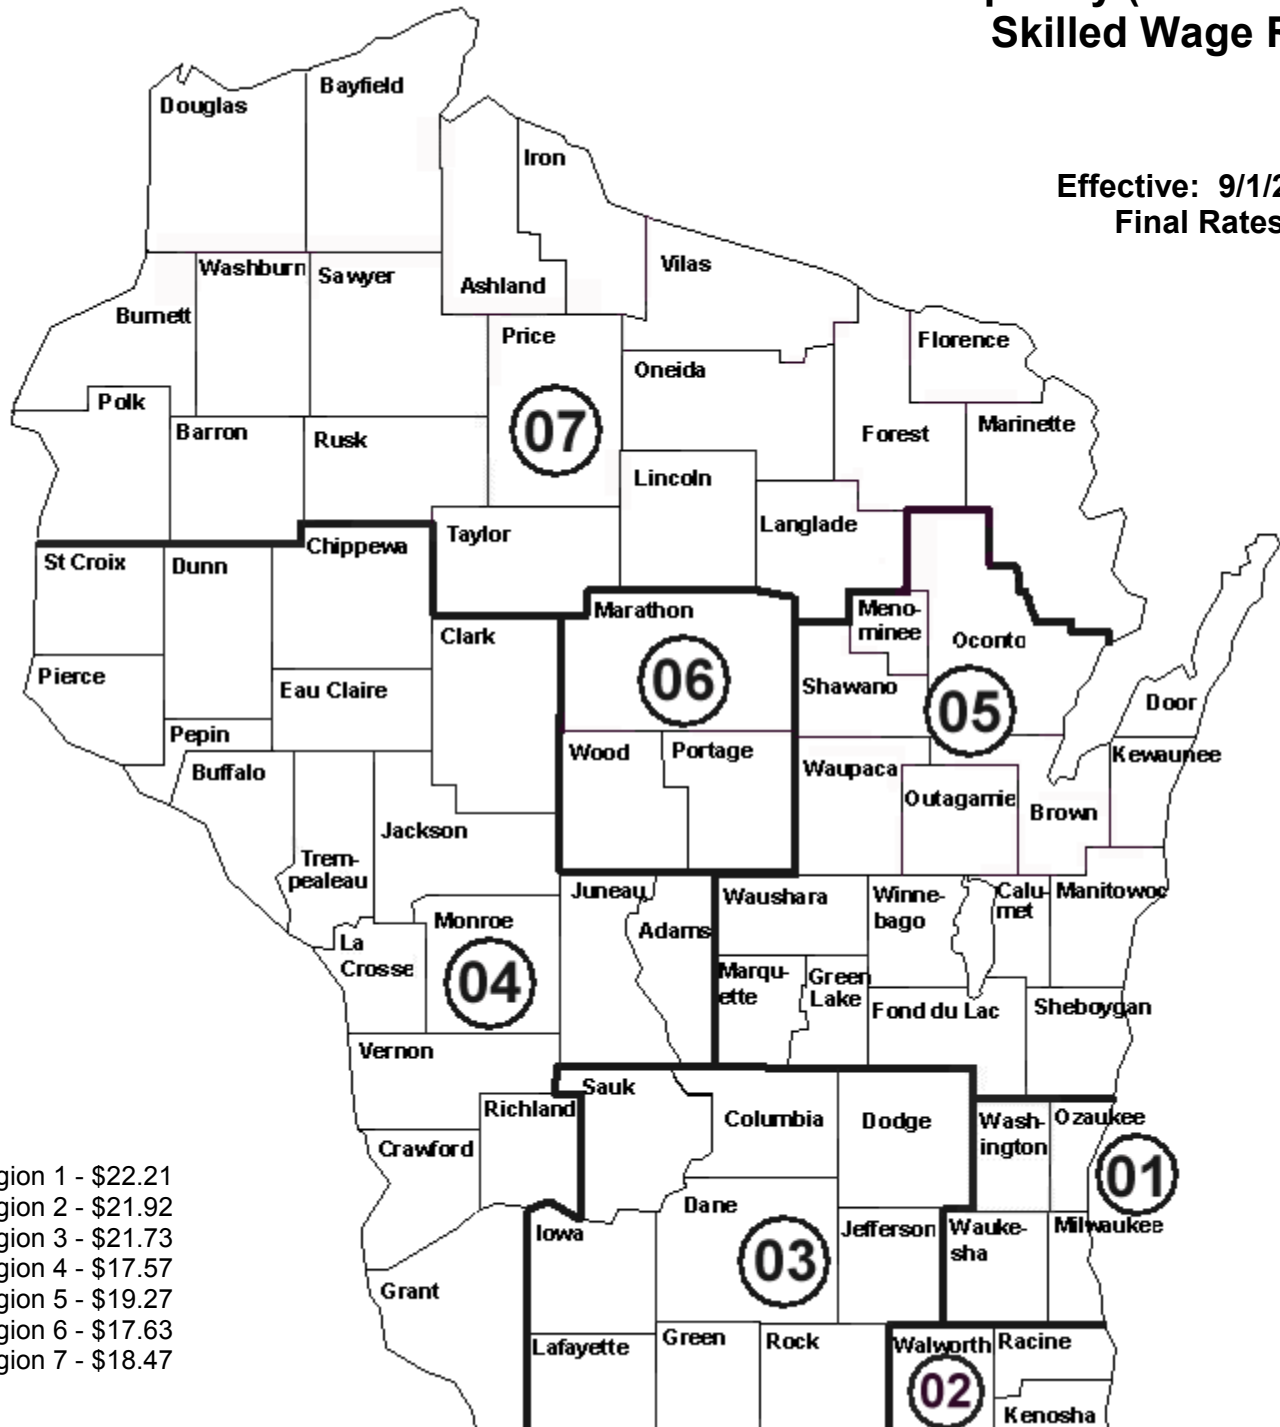 Skilled Wage R
Effective: 9/1/2
Final Rates
Douglas
Bayfield
Iron
Vilas
Washburn
Sawyer
Ashland
Burnett
Price
Florence
Oneida
Polk
07
Barron
Rusk
Forest
Marinette
Lincoln
Langlade
Taylor
Chippewa
St Croix
Dunn
Marathon
Meno-
minee
Clark
Oconto
06
Pierce
Eau Claire
Shawano
05
Door
Pepin
Wood
Portage
Kewaunee
Buffalo
Waupaca
Outagamie
Brown
Jackson
Trem-
pealeau
Juneau
Waushara
Winne-
bago
Calu-
met
Manitowoc
Monroe
Adams
La
Crosse
04
Marqu-
ette
Green
Lake
Fond du Lac
Sheboygan
Vernon
Sauk
Richland
Columbia
Dodge
Wash-
ington
Ozaukee
Crawford
01
Dane
Iowa
Jefferson
Wauke-
sha
Milwaukee
03
Grant
Lafayette
Green
Rock
Walworth
Racine
02
Kenosha
gion 1 - $22.21
gion 2 - $21.92
gion 3 - $21.73
gion 4 - $17.57
gion 5 - $19.27
gion 6 - $17.63
gion 7 - $18.47